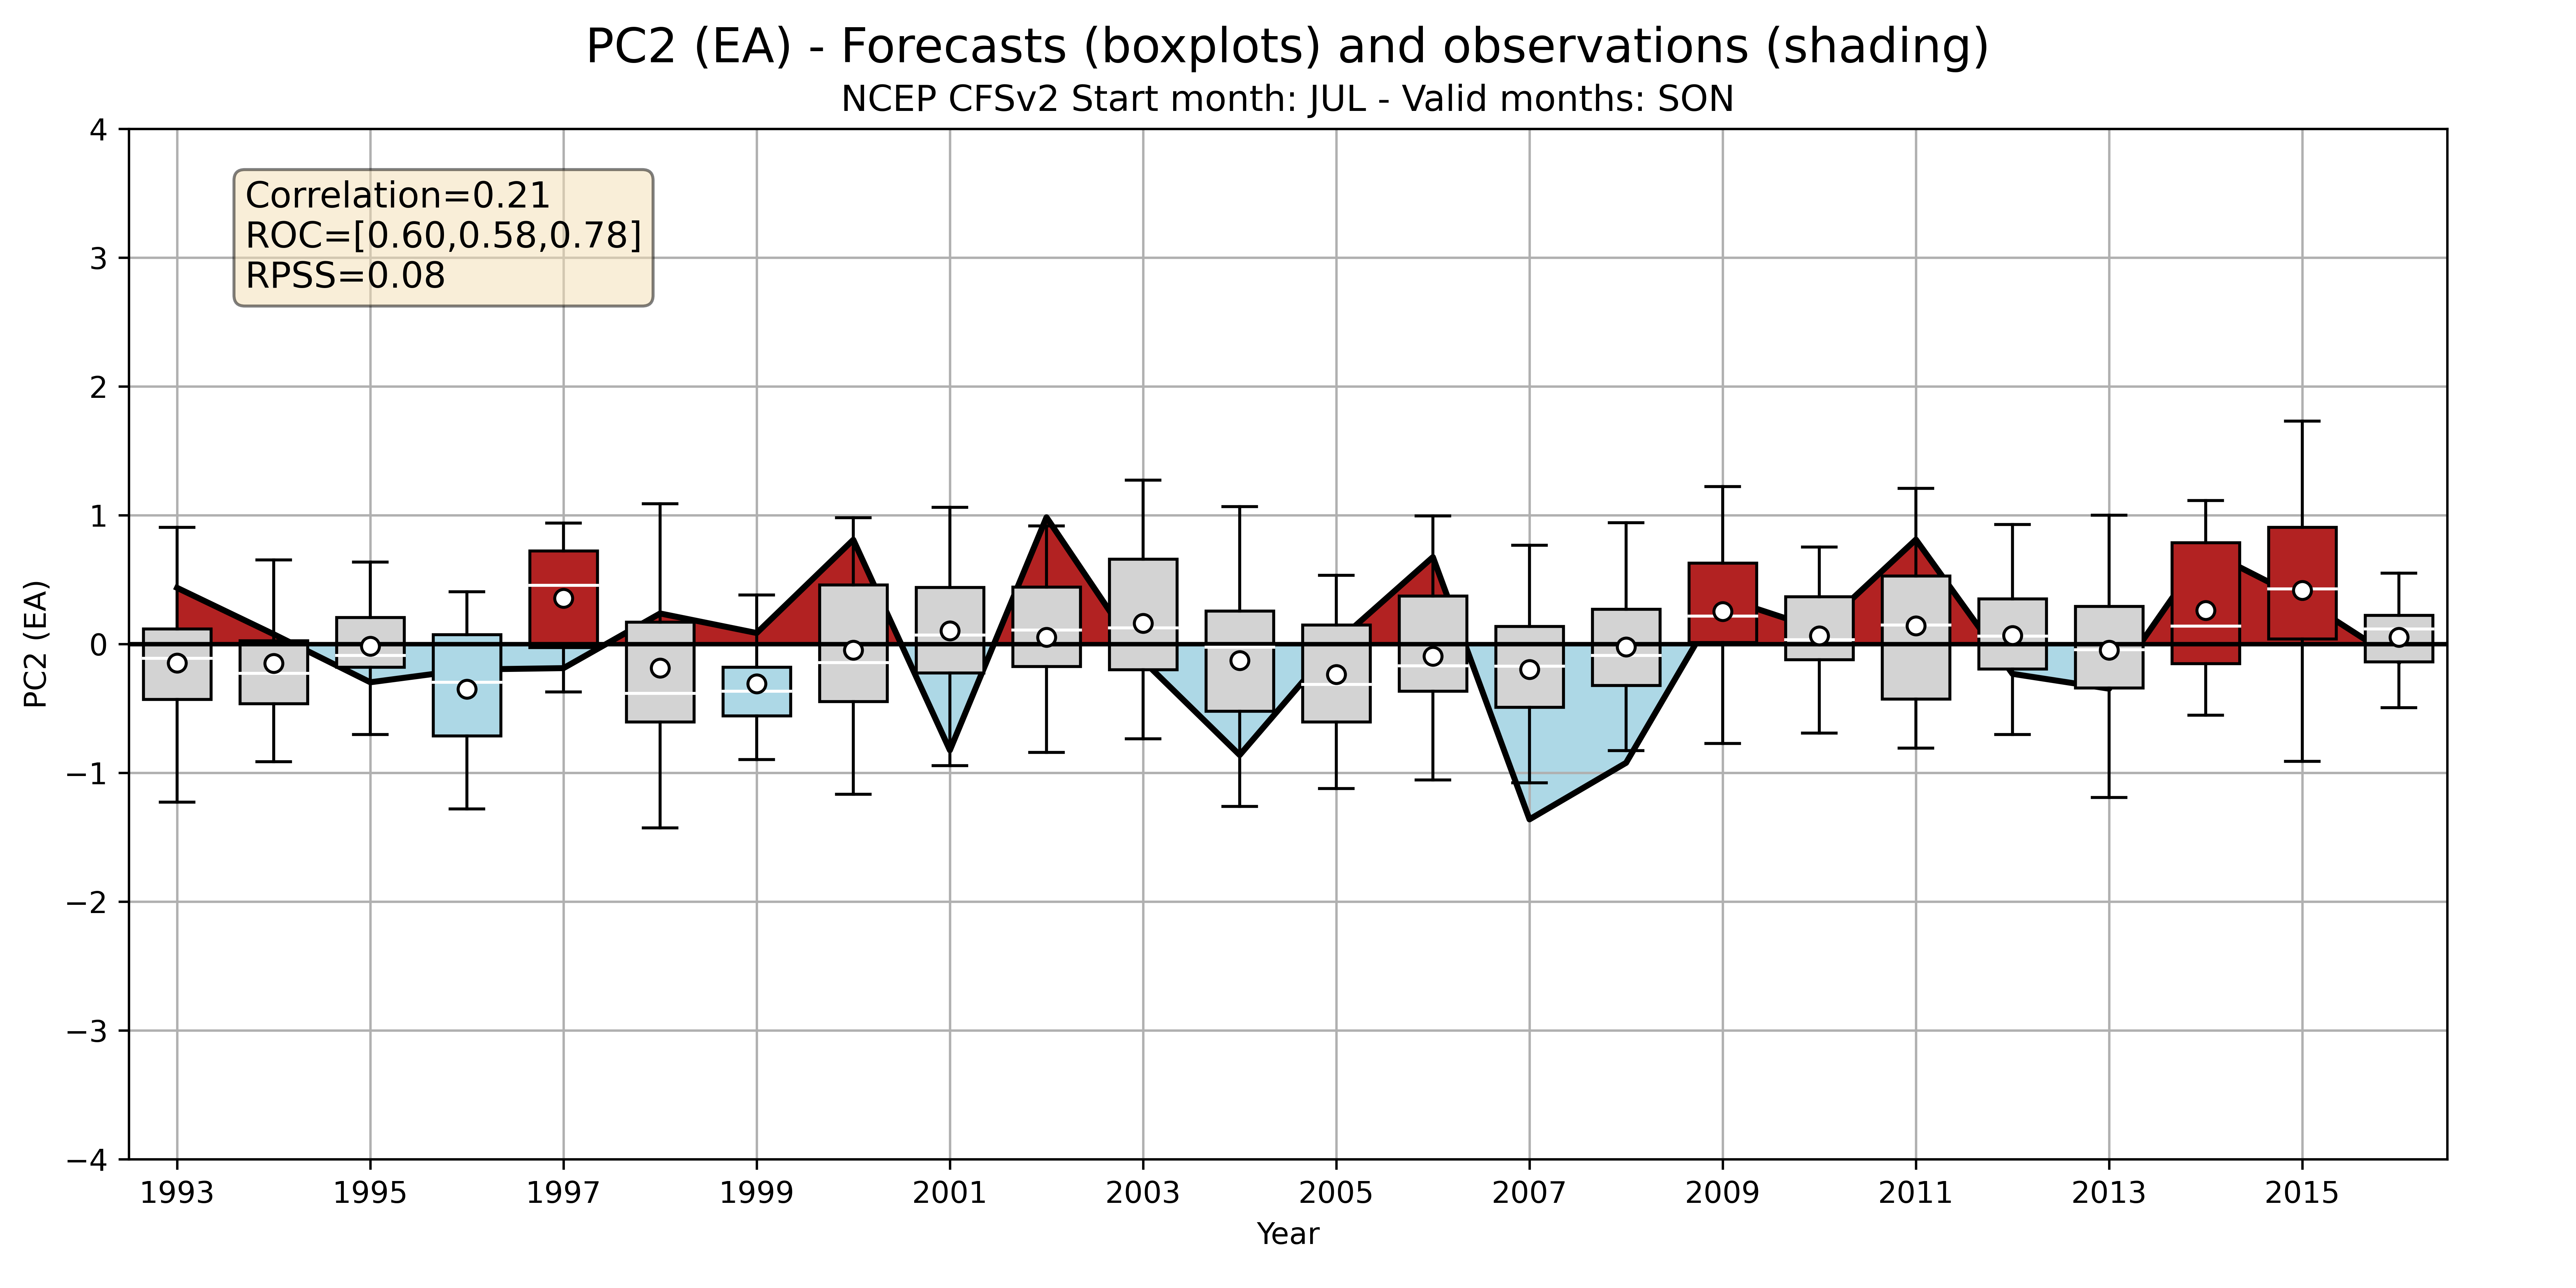 PC2 (EA) - Forecasts (boxplots) and observations (shading)
NCEP CFSv2 Start month: JUL - Valid months: SON
Correlation=0.21
ROC=[0.60,0.58,0.78]
RPSS=0.08
PC2 (EA)
4
3
2
1
0
−1
−2
−3
−4
1993 1995 1997 1999 2001 2003 2005 2007 2009 2011 2013 2015
Year